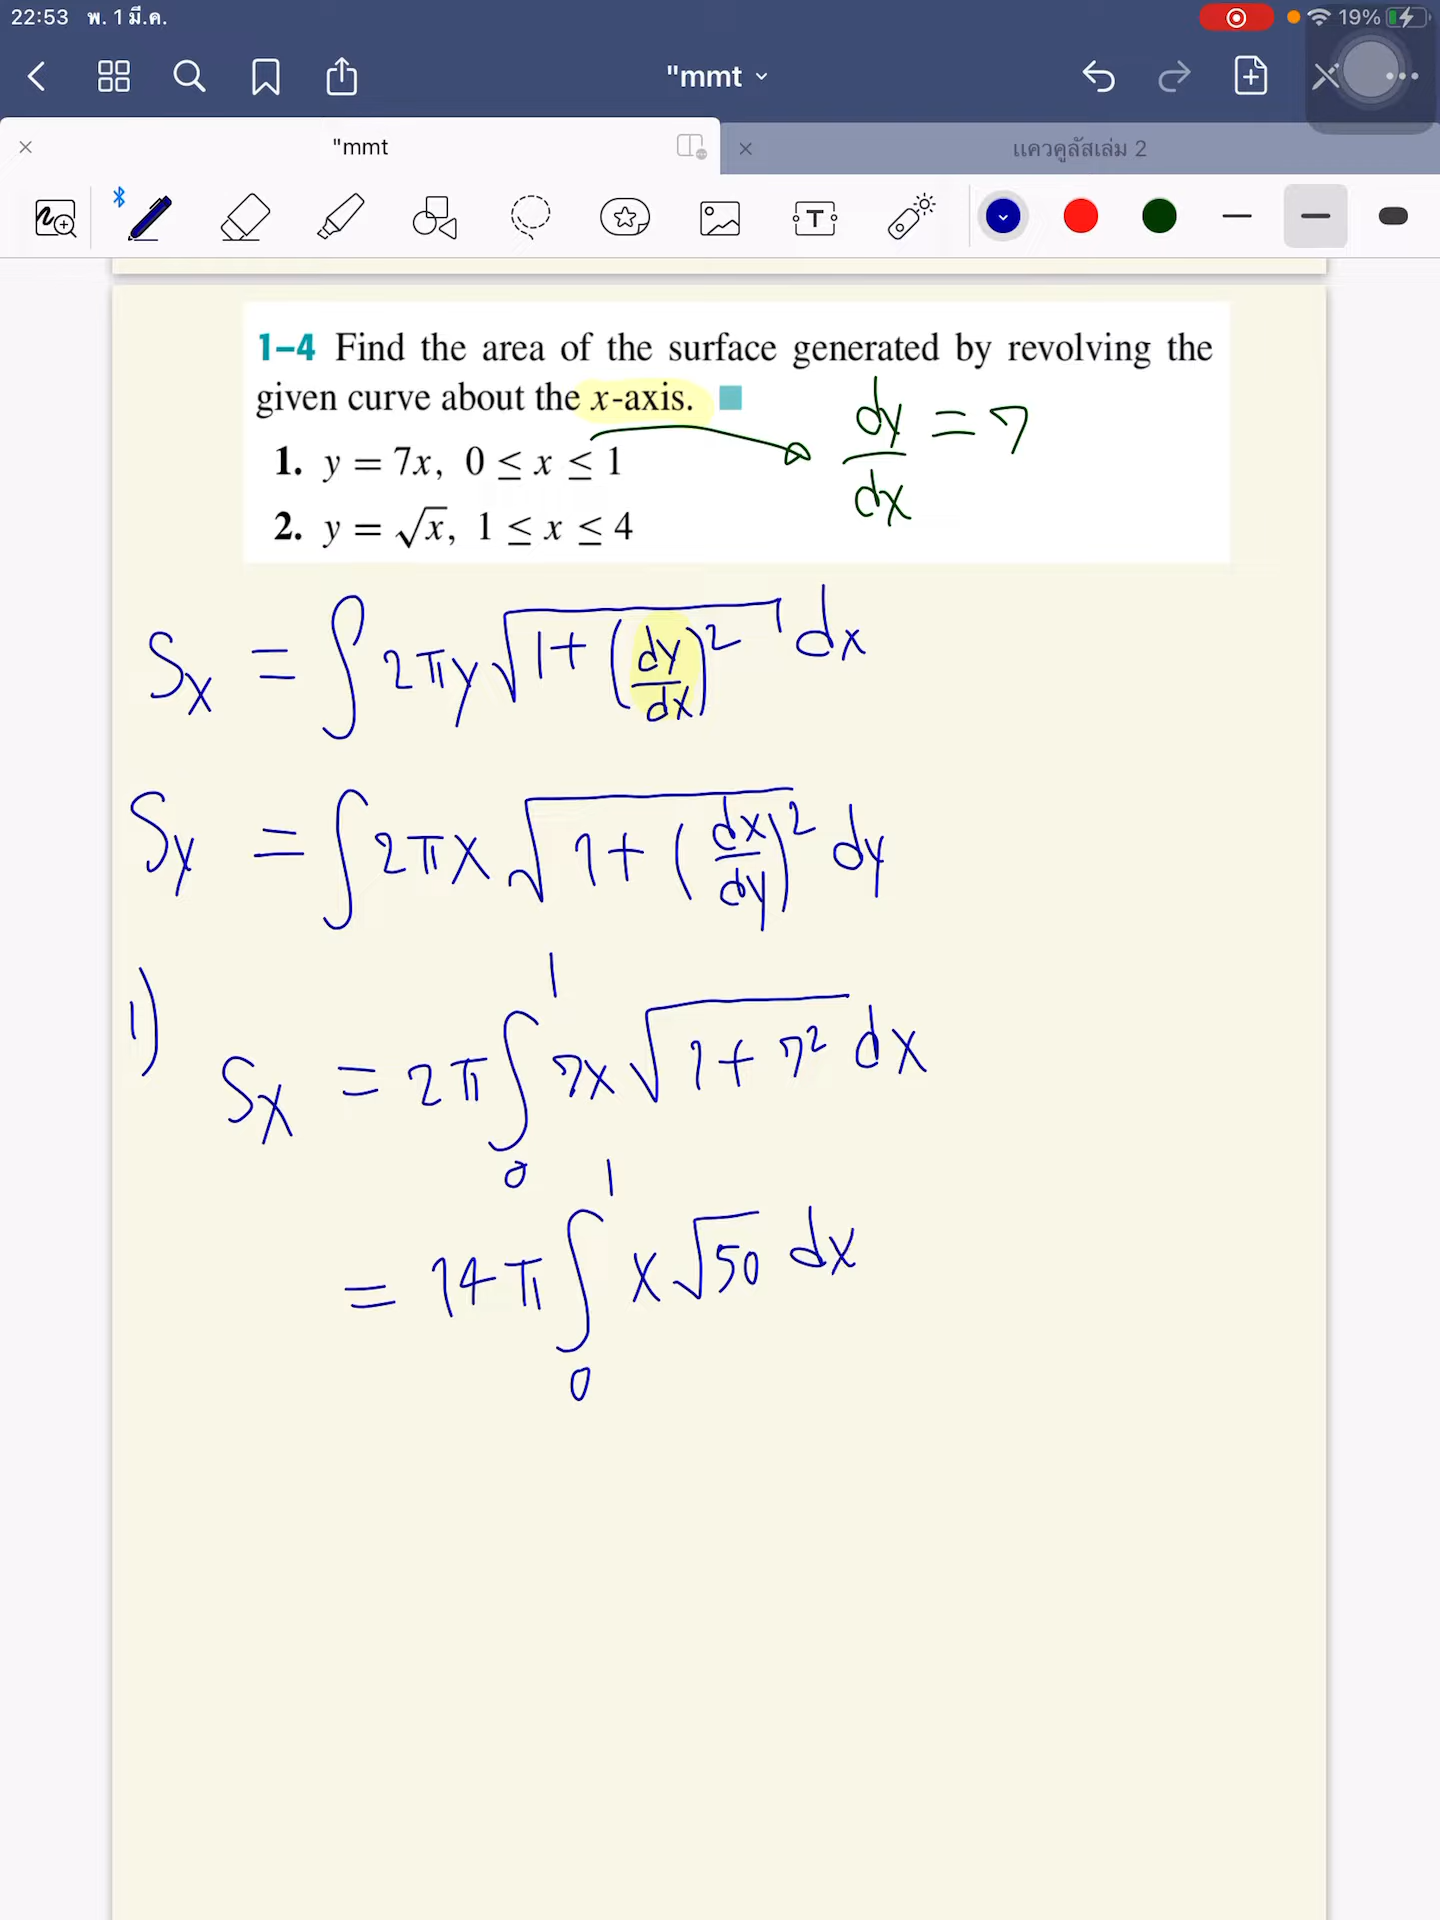 22:53 พ. 1 มี.ค. 19%
"mmt
"mmt แควคูลัสเล่ม 2
T
1–4 Find the area of the surface generated by revolving the
given curve about the x-axis.
dy/dx = 7
1. y = 7x, 0 ≤ x ≤ 1
2. y = √x, 1 ≤ x ≤ 4
Sx = ∫ 2πy √(1 + (dy/dx)²) dx
Sy = ∫ 2πx √(1 + (dx/dy)²) dy
1) Sx = 2π ∫₀¹ 7x √(1 + 7²) dx
= 14π ∫₀¹ x √50 dx